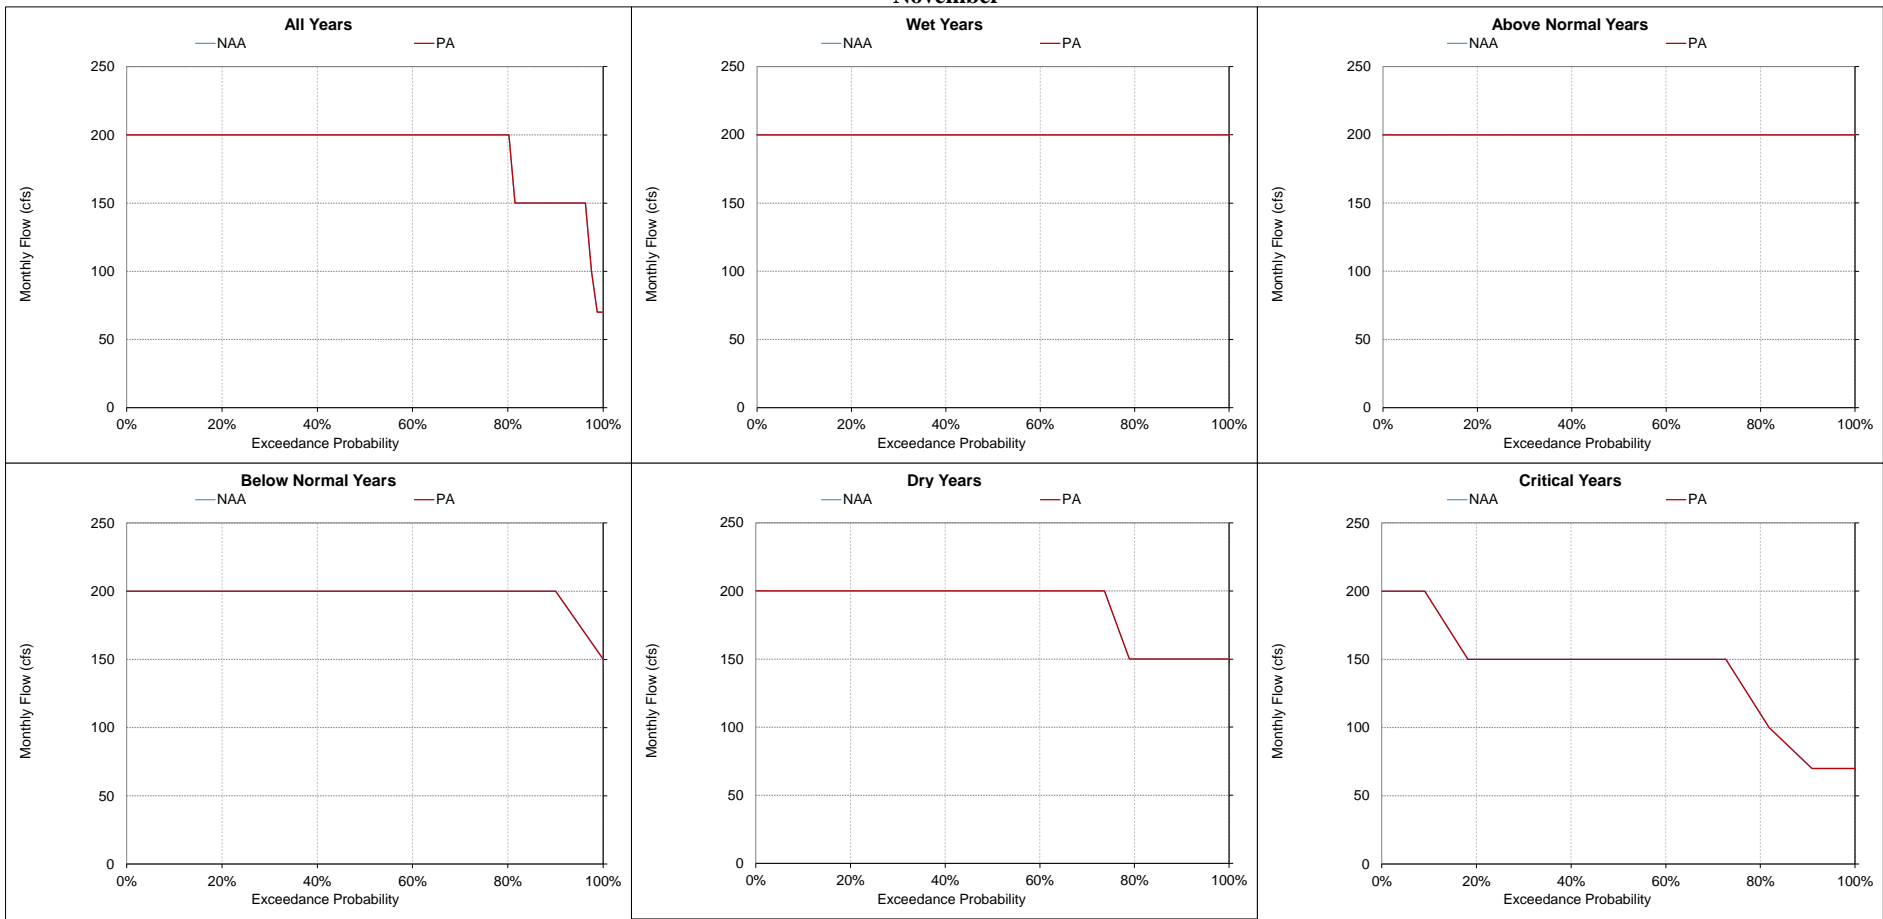 November
All Years
NAA PA
250
200
150
100
50
0
0% 20% 40% 60% 80% 100%
Monthly Flow (cfs)
Exceedance Probability
Wet Years
NAA PA
250
200
150
100
50
0
0% 20% 40% 60% 80% 100%
Monthly Flow (cfs)
Exceedance Probability
Above Normal Years
NAA PA
250
200
150
100
50
0
0% 20% 40% 60% 80% 100%
Monthly Flow (cfs)
Exceedance Probability
Below Normal Years
NAA PA
250
200
150
100
50
0
0% 20% 40% 60% 80% 100%
Monthly Flow (cfs)
Exceedance Probability
Dry Years
NAA PA
250
200
150
100
50
0
0% 20% 40% 60% 80% 100%
Monthly Flow (cfs)
Exceedance Probability
Critical Years
NAA PA
250
200
150
100
50
0
0% 20% 40% 60% 80% 100%
Monthly Flow (cfs)
Exceedance Probability